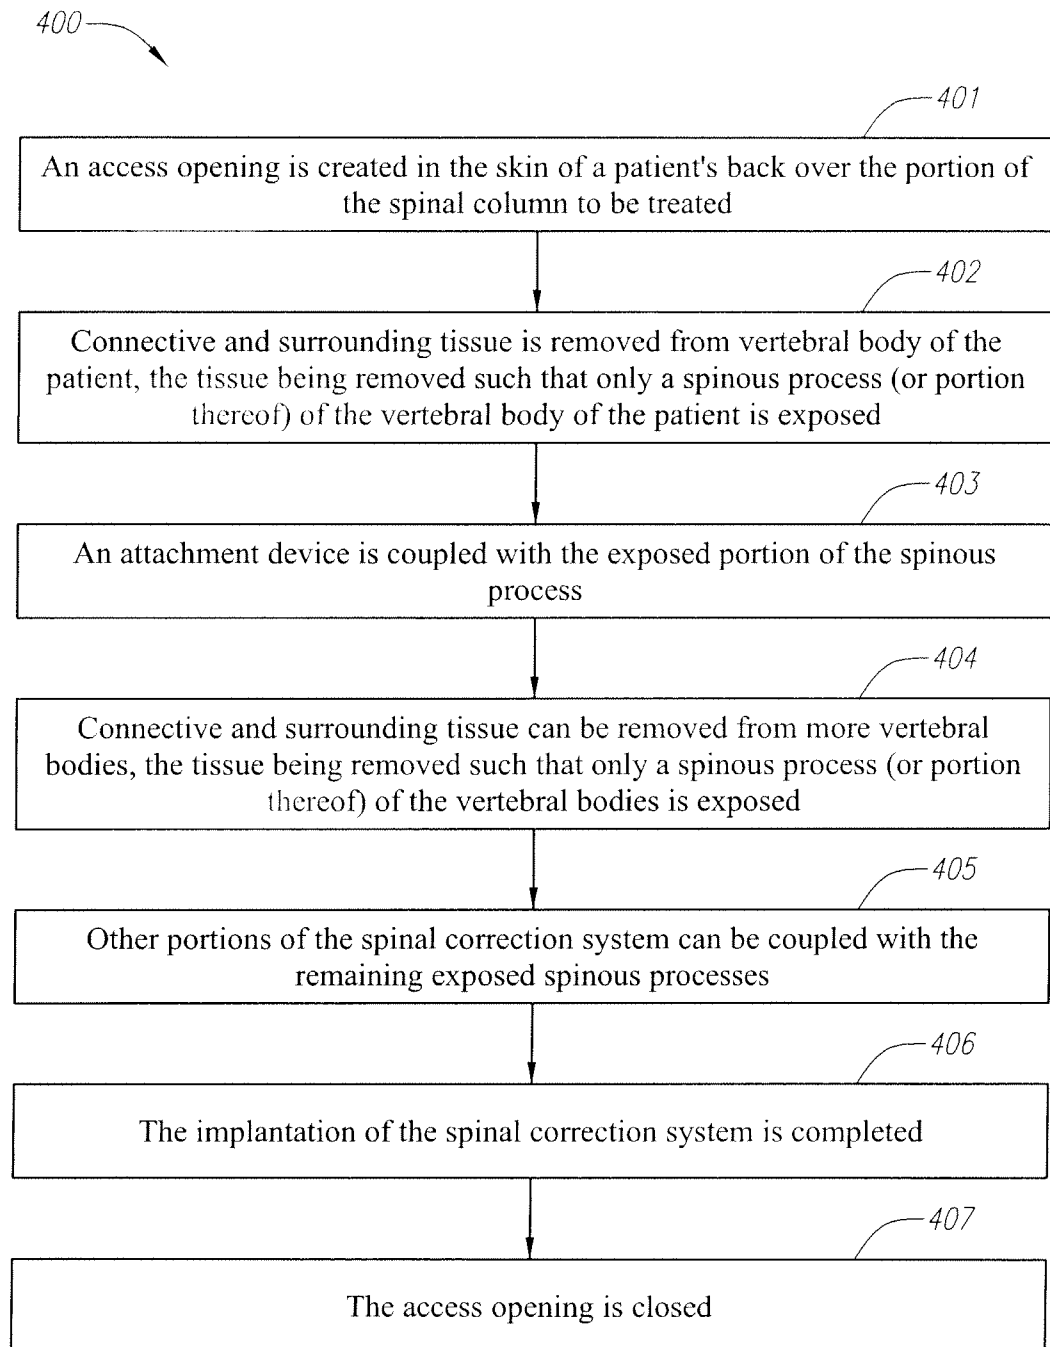 400
401
An access opening is created in the skin of a patient's back over the portion of
the spinal column to be treated
402
Connective and surrounding tissue is removed from vertebral body of the
patient, the tissue being removed such that only a spinous process (or portion
thereof) of the vertebral body of the patient is exposed
403
An attachment device is coupled with the exposed portion of the spinous
process
404
Connective and surrounding tissue can be removed from more vertebral
bodies, the tissue being removed such that only a spinous process (or portion
thereof) of the vertebral bodies is exposed
405
Other portions of the spinal correction system can be coupled with the
remaining exposed spinous processes
406
The implantation of the spinal correction system is completed
407
The access opening is closed